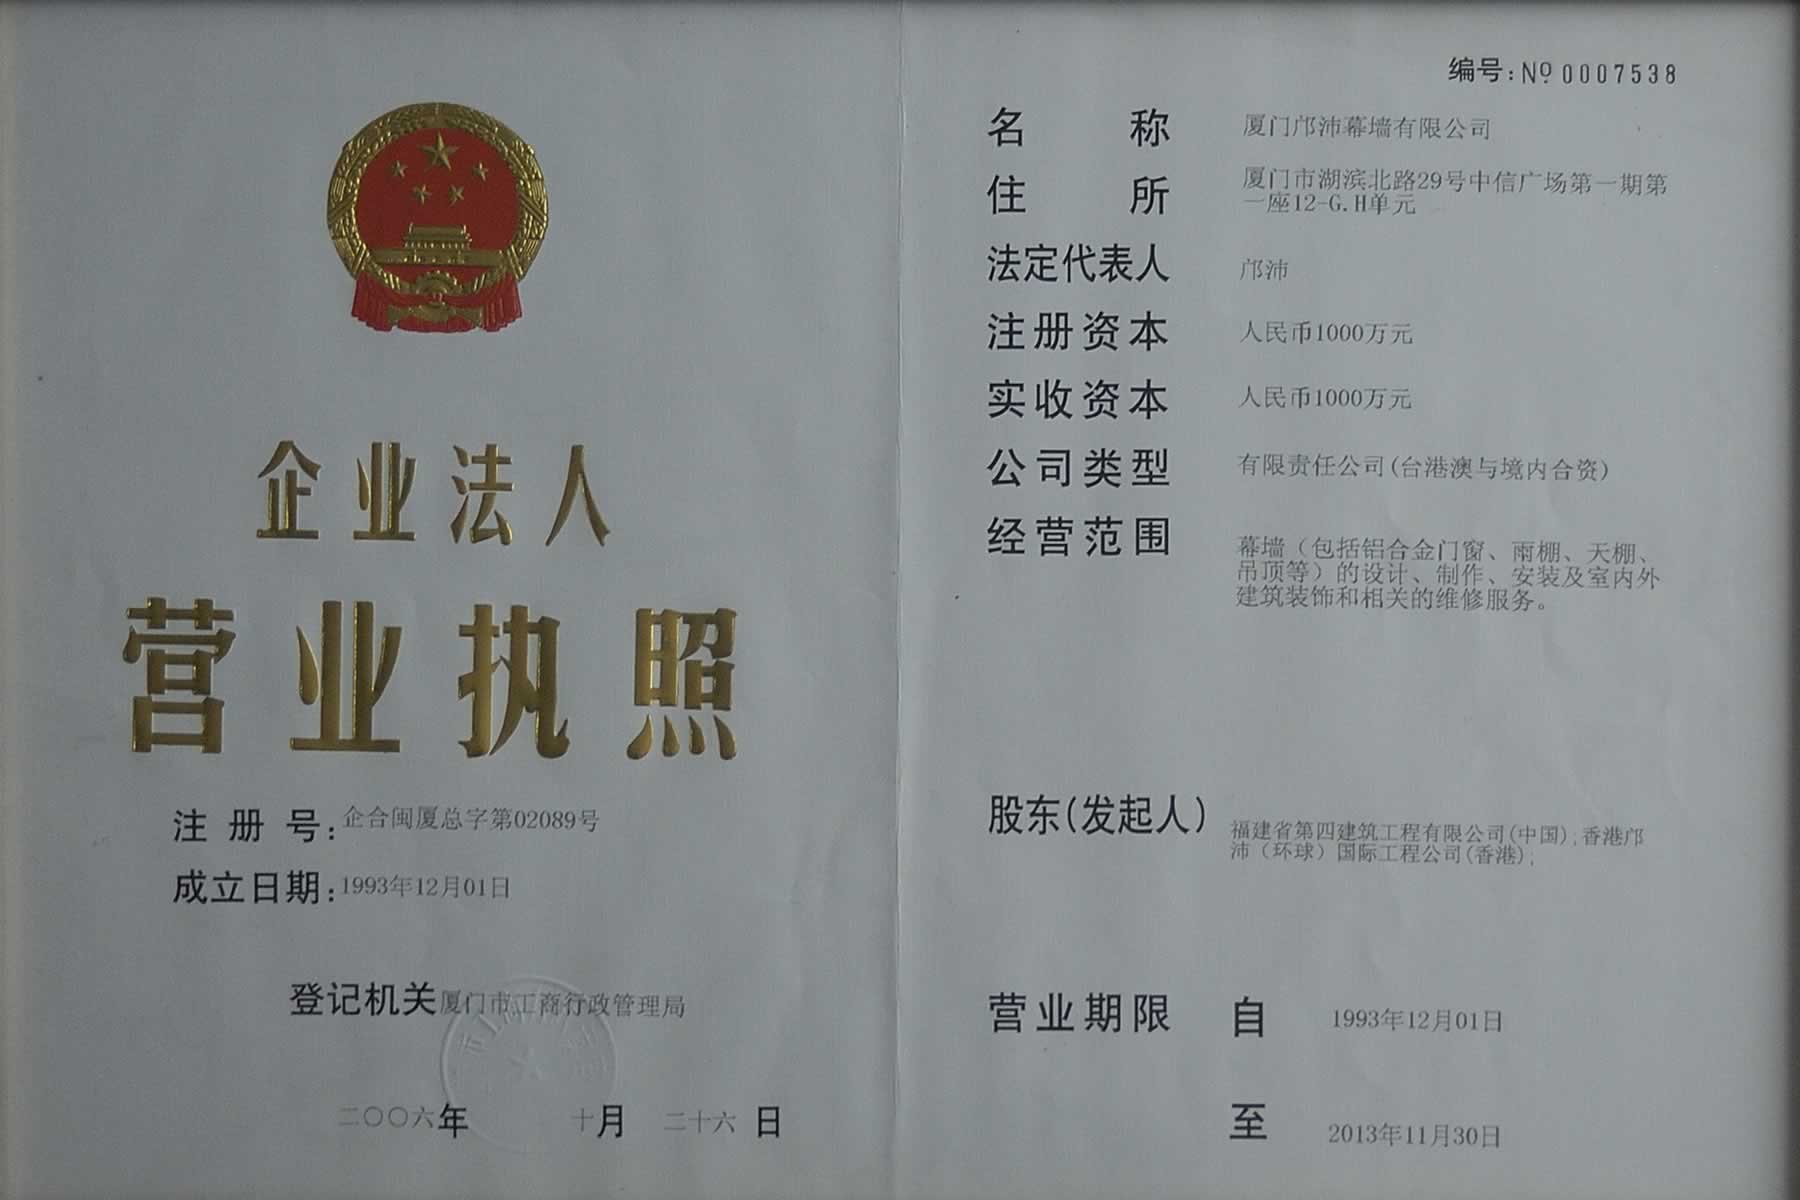 企业法人
营业执照
注册号:企合闽厦总字第02089号
成立日期:1993年12月01日
登记机关厦门市工商行政管理局
二〇〇六年 十月 二十六日
编号:№0007538
名称 厦门邝沛幕墙有限公司
住所 厦门市湖滨北路29号中信广场第一期第
一座12-G.H单元
法定代表人 邝沛
注册资本 人民币1000万元
实收资本 人民币1000万元
公司类型 有限责任公司(台港澳与境内合资)
经营范围 幕墙（包括铝合金门窗、雨棚、天棚、
吊顶等）的设计、制作、安装及室内外
建筑装饰和相关的维修服务。
股东(发起人) 福建省第四建筑工程有限公司(中国);香港邝
沛（环球）国际工程公司(香港);
营业期限 自 1993年12月01日
至 2013年11月30日